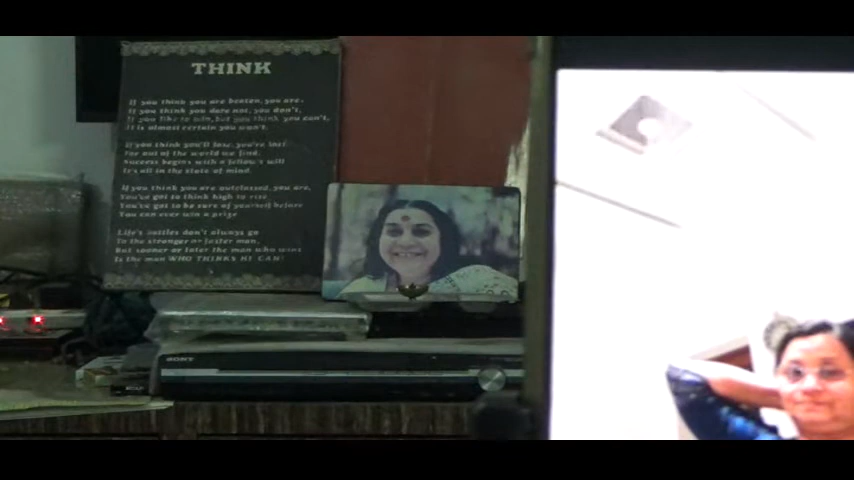 THINK
If you think you are beaten, you are.
If you think you dare not, you don't,
If you like to win, but you think you can't,
It is almost certain you won't.
If you think you'll lose, you're lost
For out of the world we find,
Success begins with a fellow's will
It's all in the state of mind.
If you think you are outclassed, you are,
You've got to think high to rise
You've got to be sure of yourself before
You can ever win a prize
Life's battles don't always go
To the stronger or faster man,
But sooner or later the man who wins
Is the man WHO THINKS HE CAN!
SONY